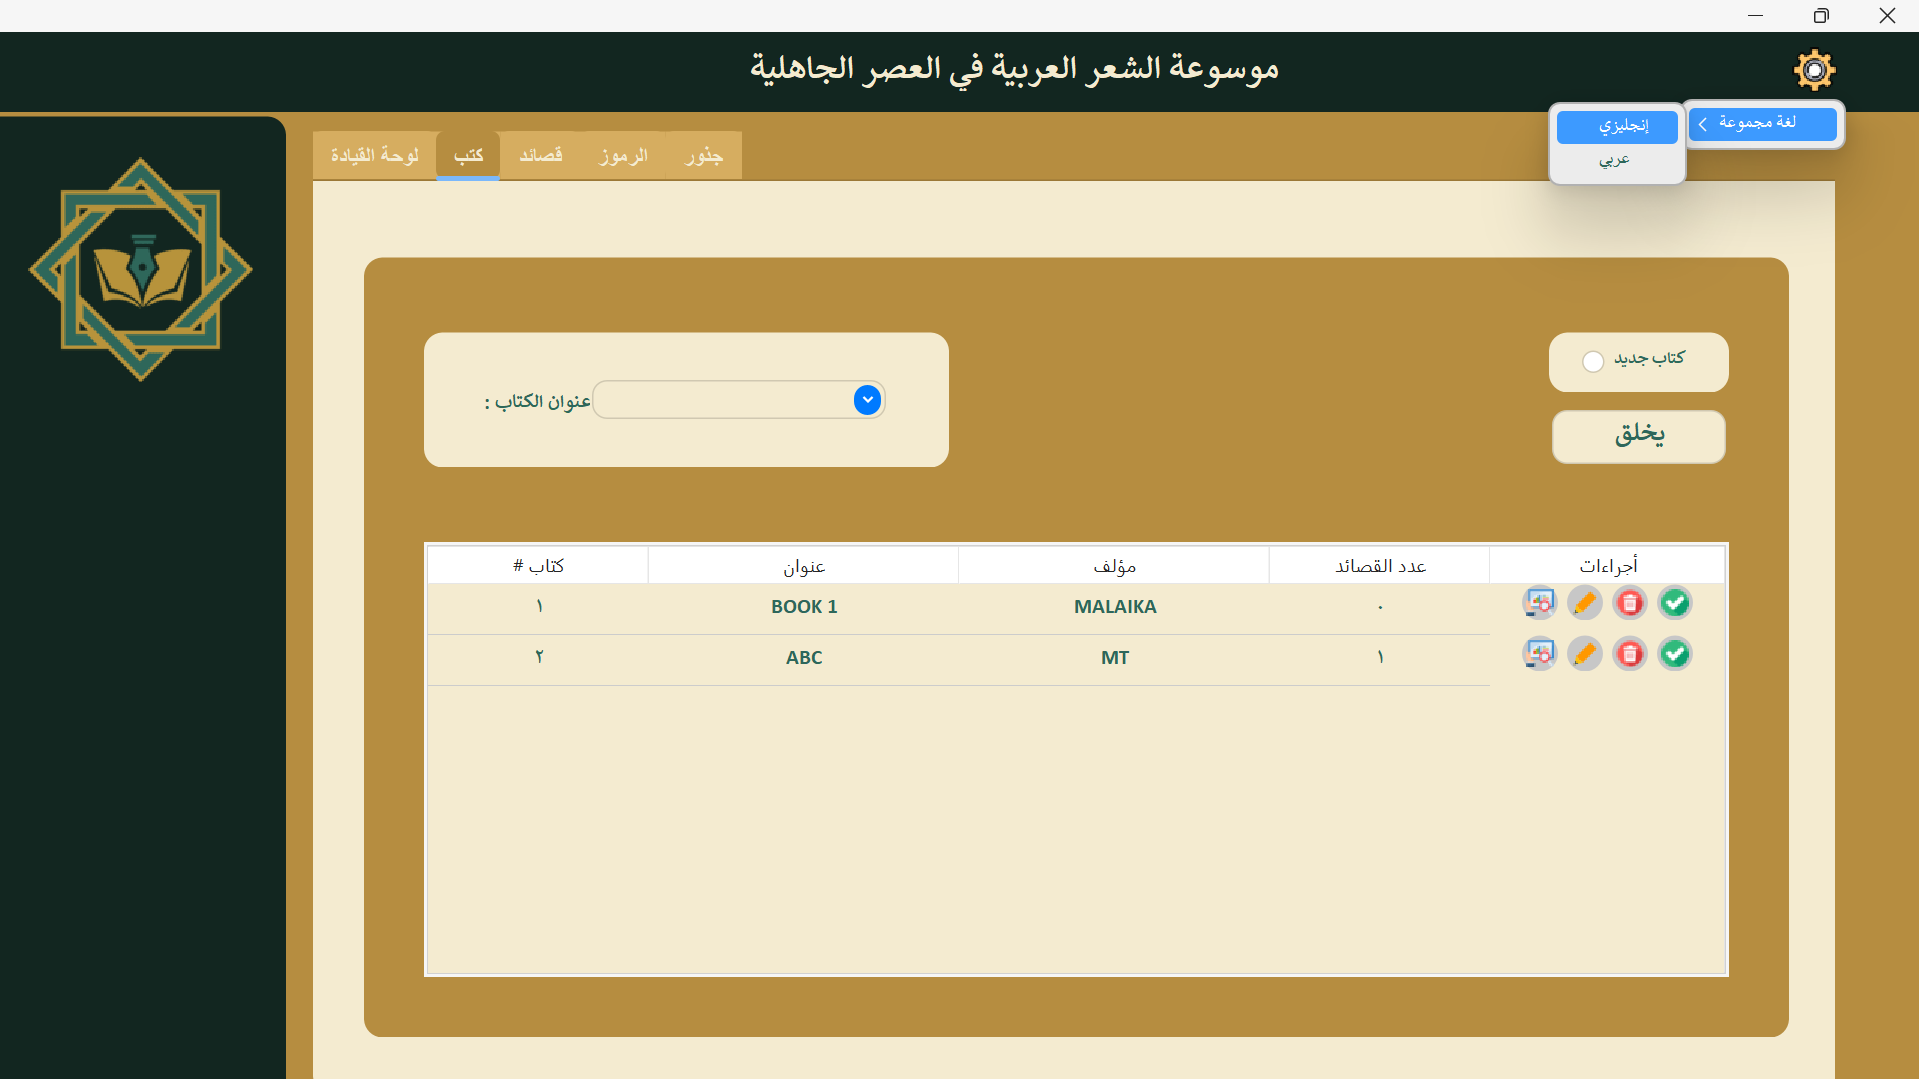 موسوعة الشعر العربية في العصر الجاهلية
لغة مجموعة
إنجليزي
عربي
لوحة القيادة
كتب
قصائد
الرموز
جذور
كتاب جديد
عنوان الكتاب :
يخلق
كتاب #
عنوان
مؤلف
عدد القصائد
أجراءات
١ BOOK 1 MALAIKA ٠
٢ ABC MT ١